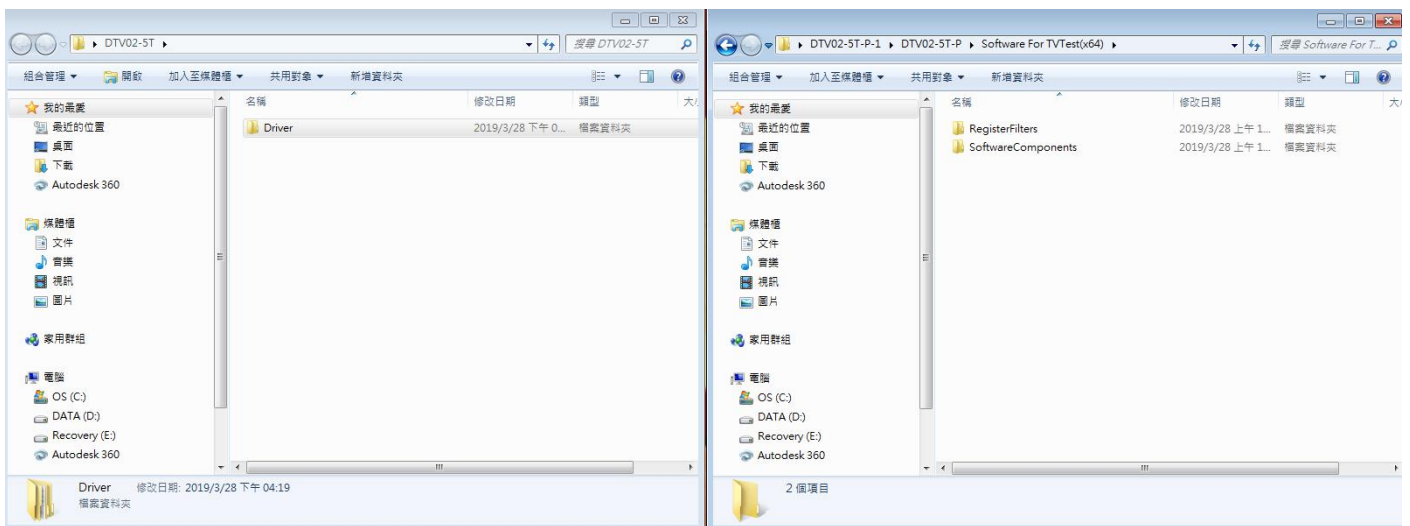 DTV02-5T
搜尋 DTV02-5T
組合管理 開啟 加入至媒體櫃 共用對象 新增資料夾
名稱 修改日期 類型 大小
我的最愛
最近的位置
桌面
下載
Autodesk 360
媒體櫃
文件
音樂
視訊
圖片
家用群組
電腦
OS (C:)
DATA (D:)
Recovery (E:)
Autodesk 360
Driver 2019/3/28 下午 0... 檔案資料夾
Driver 修改日期: 2019/3/28 下午 04:19
檔案資料夾
DTV02-5T-P-1 DTV02-5T-P Software For TVTest(x64)
搜尋 Software For T...
組合管理 加入至媒體櫃 共用對象 新增資料夾
名稱 修改日期 類型 大
我的最愛
最近的位置
桌面
下載
Autodesk 360
媒體櫃
文件
音樂
視訊
圖片
家用群組
電腦
OS (C:)
DATA (D:)
Recovery (E:)
Autodesk 360
RegisterFilters 2019/3/28 上午 1... 檔案資料夾
SoftwareComponents 2019/3/28 上午 1... 檔案資料夾
2 個項目